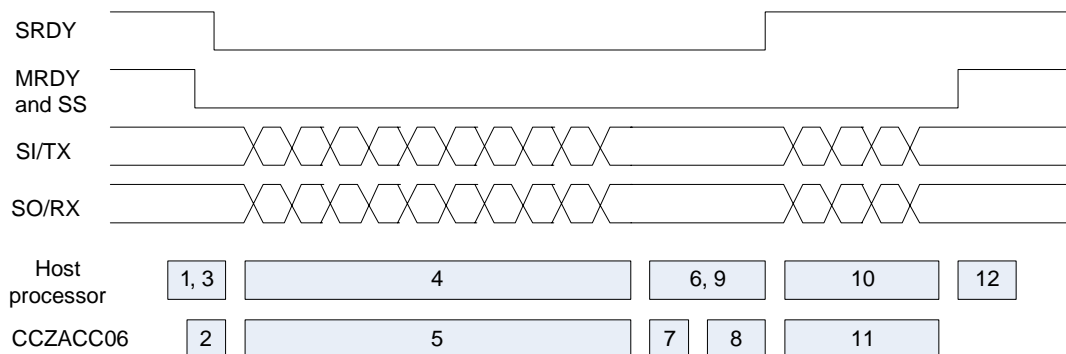 SRDY
MRDY
and SS
SI/TX
SO/RX
Host
processor
1, 3
4
6, 9
10
12
CCZACC06
2
5
7
8
11